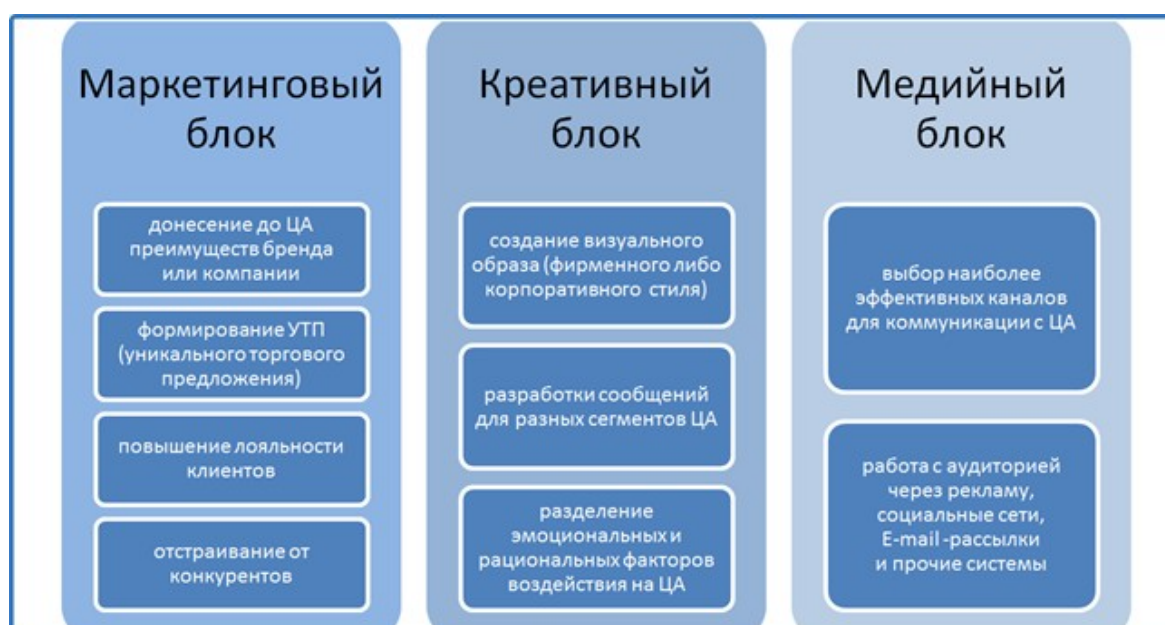 Маркетинговый
блок
донесение до ЦА
преимуществ бренда
или компании
формирование УТП
(уникального торгового
предложения)
повышение лояльности
клиентов
отстраивание от
конкурентов
Креативный
блок
создание визуального
образа (фирменного либо
корпоративного стиля)
разработки сообщений
для разных сегментов ЦА
разделение
эмоциональных и
рациональных факторов
воздействия на ЦА
Медийный
блок
выбор наиболее
эффективных каналов
для коммуникации с ЦА
работа с аудиторией
через рекламу,
социальные сети,
E-mail -рассылки
и прочие системы